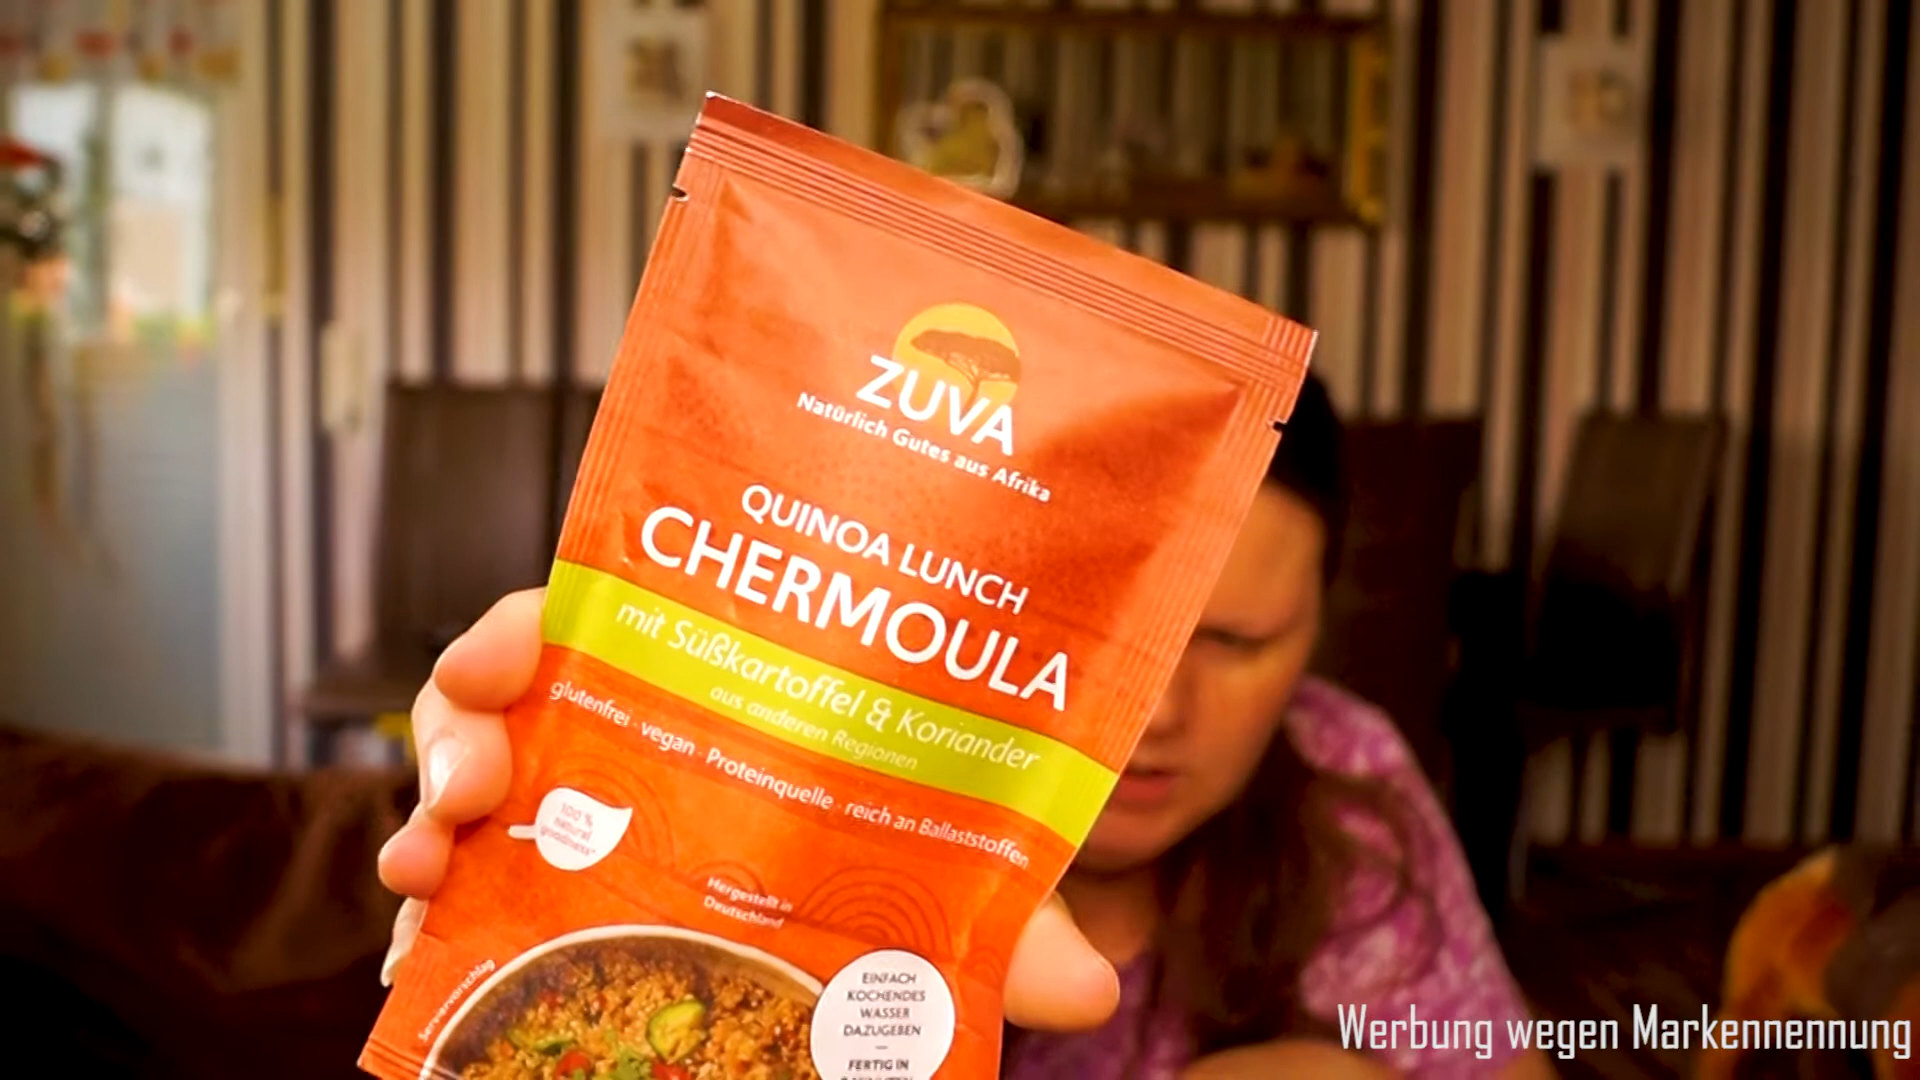 ZUVA
Natürlich Gutes aus Afrika
QUINOA LUNCH
CHERMOULA
mit Süßkartoffel & Koriander
aus anderen Regionen
glutenfrei · vegan · Proteinquelle · reich an Ballaststoffen
100 %
natural
goodness*
Hergestellt in
Deutschland
Serviervorschlag
EINFACH
KOCHENDES
WASSER
DAZUGEBEN
—
FERTIG IN
Werbung wegen Markennennung